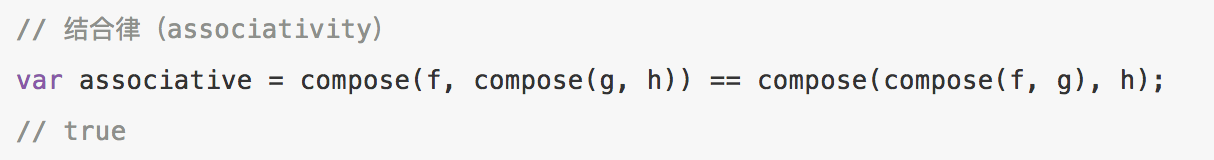 // 结合律（associativity）
var associative = compose(f, compose(g, h)) == compose(compose(f, g), h);
// true